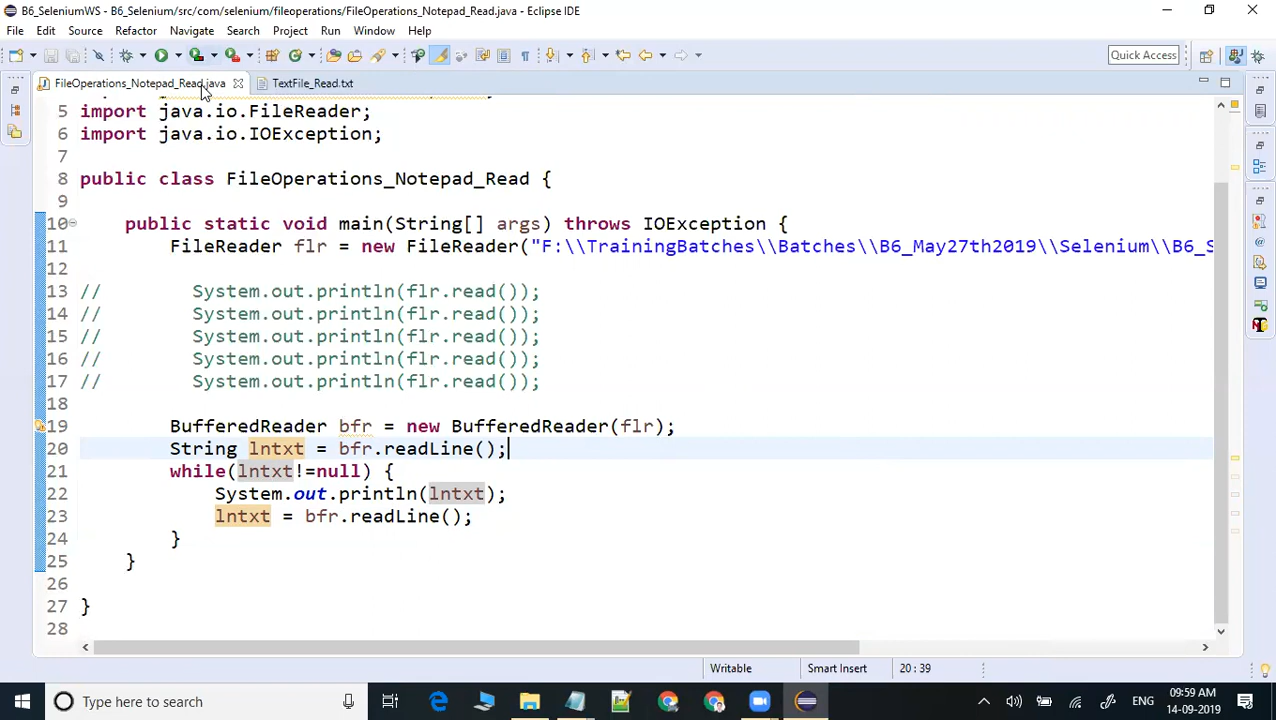 B6_SeleniumWS - B6_Selenium/src/com/selenium/fileoperations/FileOperations_Notepad_Read.java - Eclipse IDE
File Edit Source Refactor Navigate Search Project Run Window Help
Quick Access
FileOperations_Notepad_Read.java TextFile_Read.txt
5 import java.io.FileReader;
6 import java.io.IOException;
7
8 public class FileOperations_Notepad_Read {
9
10 public static void main(String[] args) throws IOException {
11 FileReader flr = new FileReader("F:\\TrainingBatches\\Batches\\B6_May27th2019\\Selenium\\B6_S
12
13 // System.out.println(flr.read());
14 // System.out.println(flr.read());
15 // System.out.println(flr.read());
16 // System.out.println(flr.read());
17 // System.out.println(flr.read());
18
19 BufferedReader bfr = new BufferedReader(flr);
20 String lntxt = bfr.readLine();
21 while(lntxt!=null) {
22 System.out.println(lntxt);
23 lntxt = bfr.readLine();
24 }
25 }
26
27 }
28
Writable Smart Insert 20 : 39
Type here to search
ENG
09:59 AM
14-09-2019